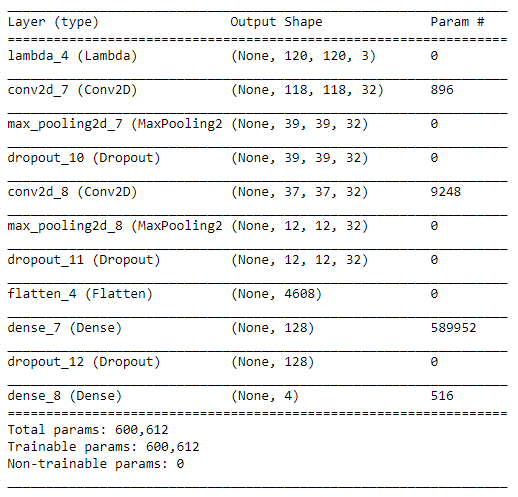 Layer (type) Output Shape Param #
=================================================================
lambda_4 (Lambda) (None, 120, 120, 3) 0
conv2d_7 (Conv2D) (None, 118, 118, 32) 896
max_pooling2d_7 (MaxPooling2 (None, 39, 39, 32) 0
dropout_10 (Dropout) (None, 39, 39, 32) 0
conv2d_8 (Conv2D) (None, 37, 37, 32) 9248
max_pooling2d_8 (MaxPooling2 (None, 12, 12, 32) 0
dropout_11 (Dropout) (None, 12, 12, 32) 0
flatten_4 (Flatten) (None, 4608) 0
dense_7 (Dense) (None, 128) 589952
dropout_12 (Dropout) (None, 128) 0
dense_8 (Dense) (None, 4) 516
=================================================================
Total params: 600,612
Trainable params: 600,612
Non-trainable params: 0